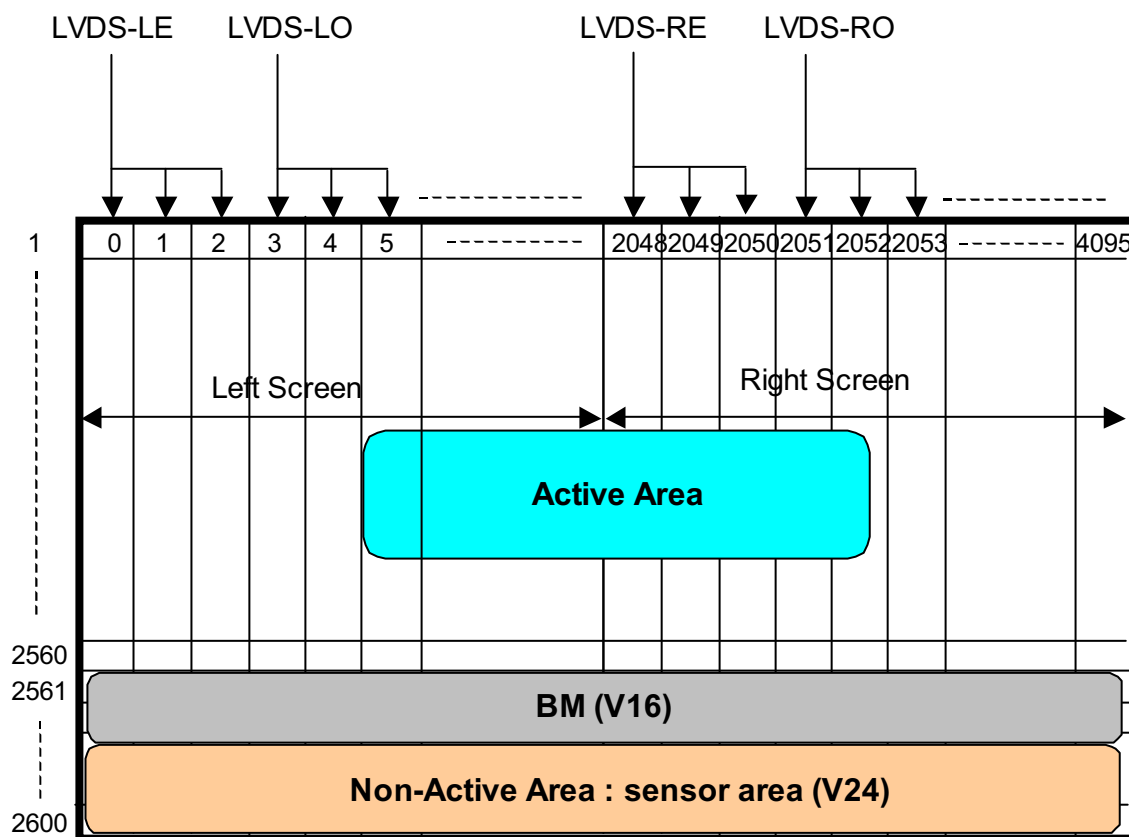 LVDS-LE LVDS-LO LVDS-RE LVDS-RO
1 0 1 2 3 4 5 2048 2049 2050 2051 2052 2053 4095
Left Screen Right Screen
Active Area
2560
2561
BM (V16)
Non-Active Area : sensor area (V24)
2600